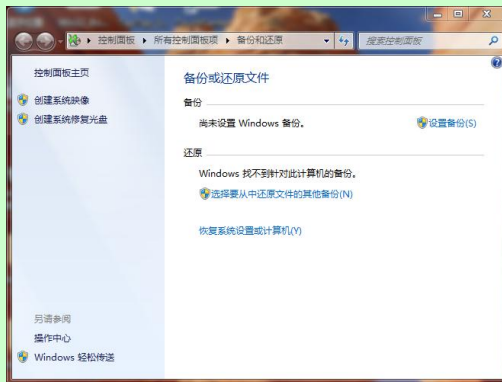 控制面板 ▸ 所有控制面板项 ▸ 备份和还原
搜索控制面板
控制面板主页
创建系统映像
创建系统修复光盘
备份或还原文件
备份
尚未设置 Windows 备份。
设置备份(S)
还原
Windows 找不到针对此计算机的备份。
选择要从中还原文件的其他备份(N)
恢复系统设置或计算机(Y)
另请参阅
操作中心
Windows 轻松传送